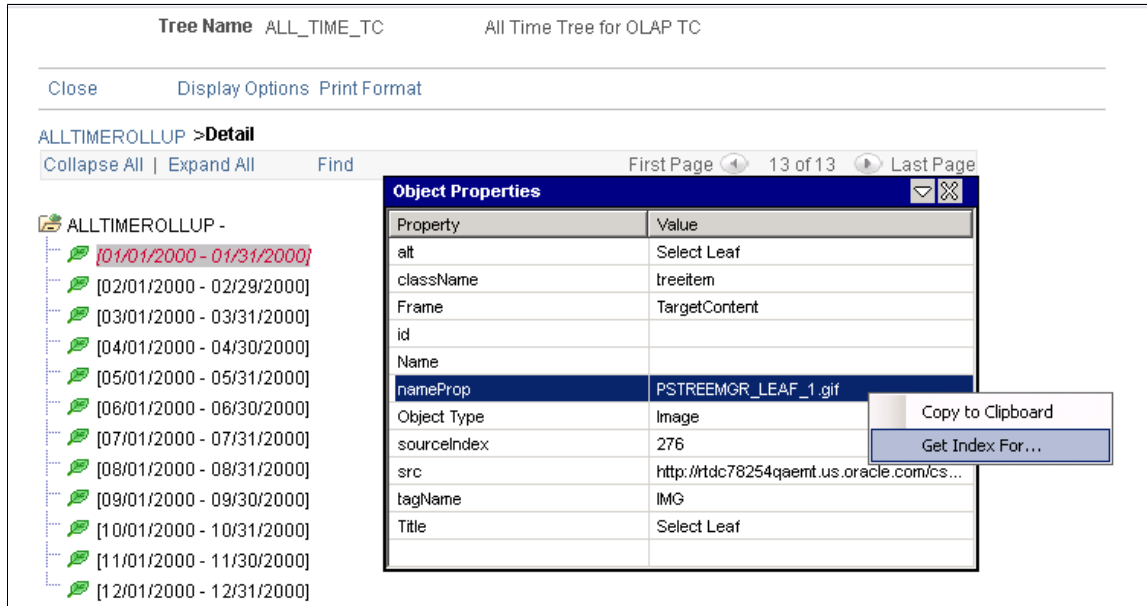 Tree Name ALL_TIME_TC All Time Tree for OLAP TC
Close Display Options Print Format
ALLTIMEROLLUP >Detail
Collapse All | Expand All Find First Page 13 of 13 Last Page
ALLTIMEROLLUP -
[01/01/2000 - 01/31/2000]
[02/01/2000 - 02/29/2000]
[03/01/2000 - 03/31/2000]
[04/01/2000 - 04/30/2000]
[05/01/2000 - 05/31/2000]
[06/01/2000 - 06/30/2000]
[07/01/2000 - 07/31/2000]
[08/01/2000 - 08/31/2000]
[09/01/2000 - 09/30/2000]
[10/01/2000 - 10/31/2000]
[11/01/2000 - 11/30/2000]
[12/01/2000 - 12/31/2000]
Object Properties
Property Value
alt Select Leaf
className treeitem
Frame TargetContent
id
Name
nameProp PSTREEMGR_LEAF_1.gif
Object Type Image
sourceIndex 276
src http://rtdc78254qaemt.us.oracle.com/cs...
tagName IMG
Title Select Leaf
Copy to Clipboard
Get Index For...